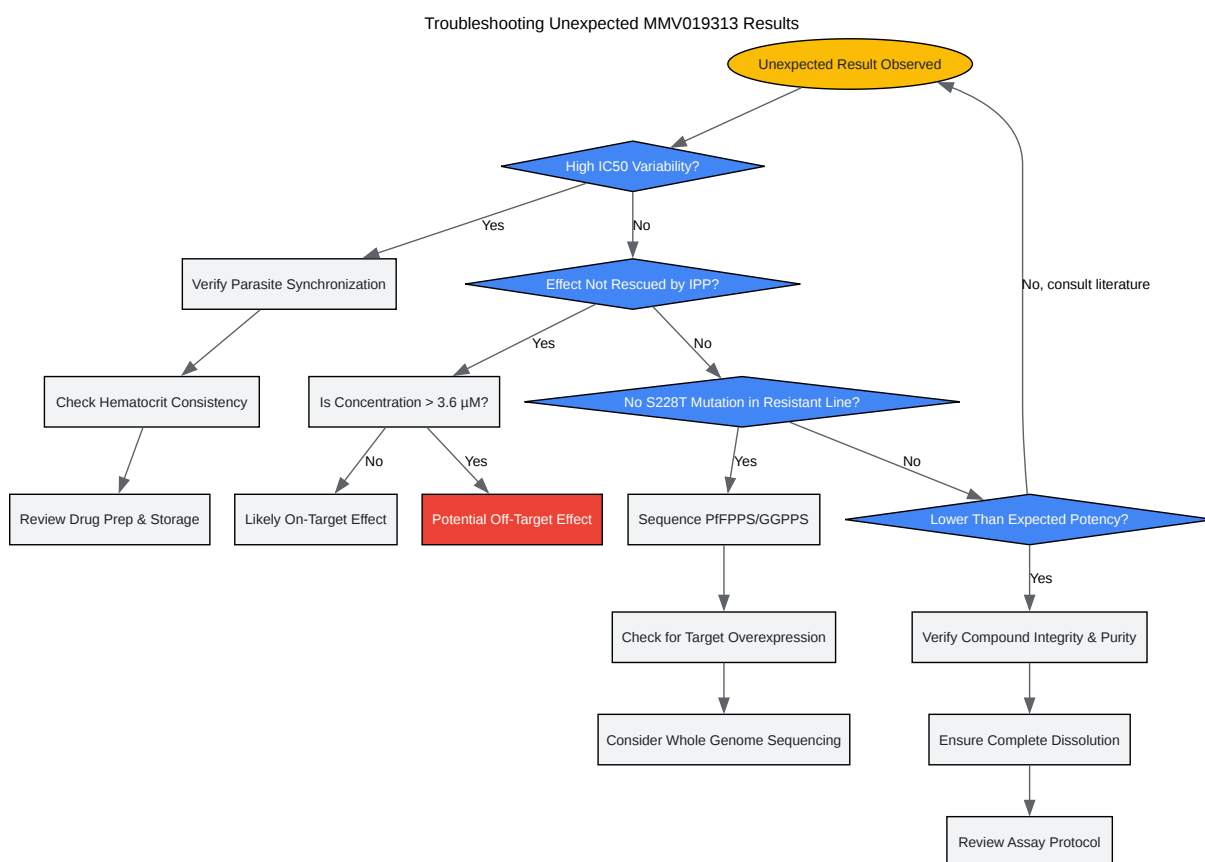 Troubleshooting Unexpected MMV019313 Results
Unexpected Result Observed
High IC50 Variability?
Yes
No
Verify Parasite Synchronization
Effect Not Rescued by IPP?
No, consult literature
Yes
No
Check Hematocrit Consistency
Is Concentration > 3.6 µM?
No S228T Mutation in Resistant Line?
No
Yes
Yes
No
Review Drug Prep & Storage
Likely On-Target Effect
Potential Off-Target Effect
Sequence PfFPPS/GGPPS
Lower Than Expected Potency?
Yes
Check for Target Overexpression
Verify Compound Integrity & Purity
Consider Whole Genome Sequencing
Ensure Complete Dissolution
Review Assay Protocol